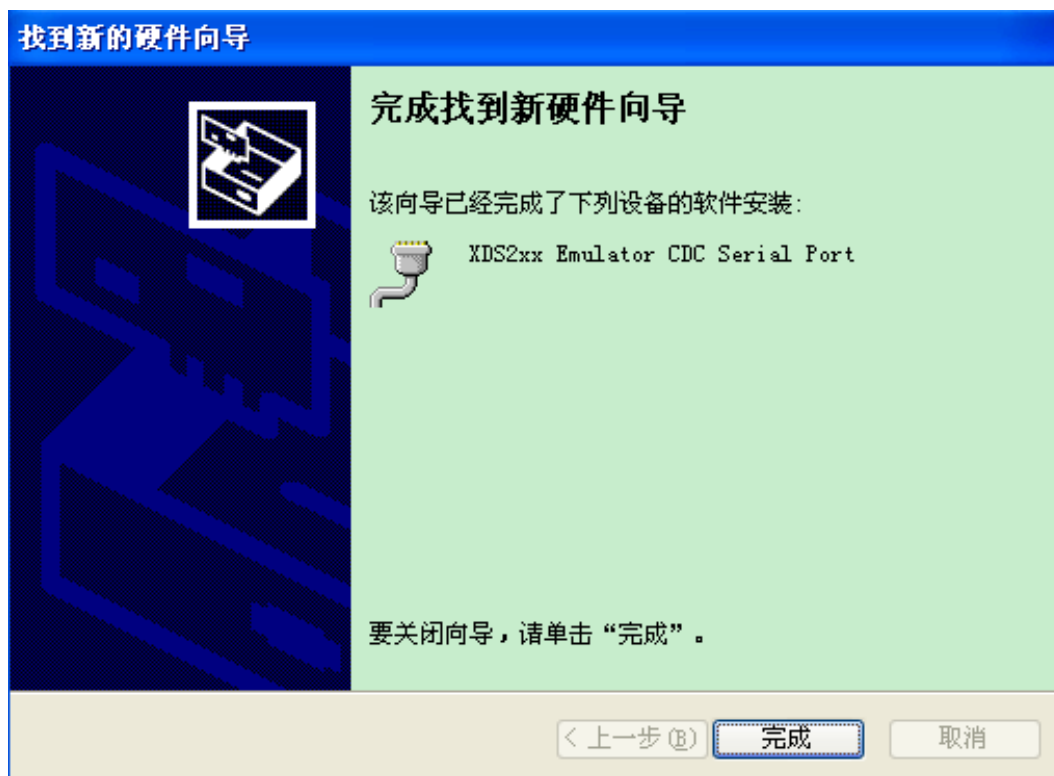 找到新的硬件向导
完成找到新硬件向导
该向导已经完成了下列设备的软件安装:
XDS2xx Emulator CDC Serial Port
要关闭向导，请单击“完成”。
< 上一步(B) 完成 取消